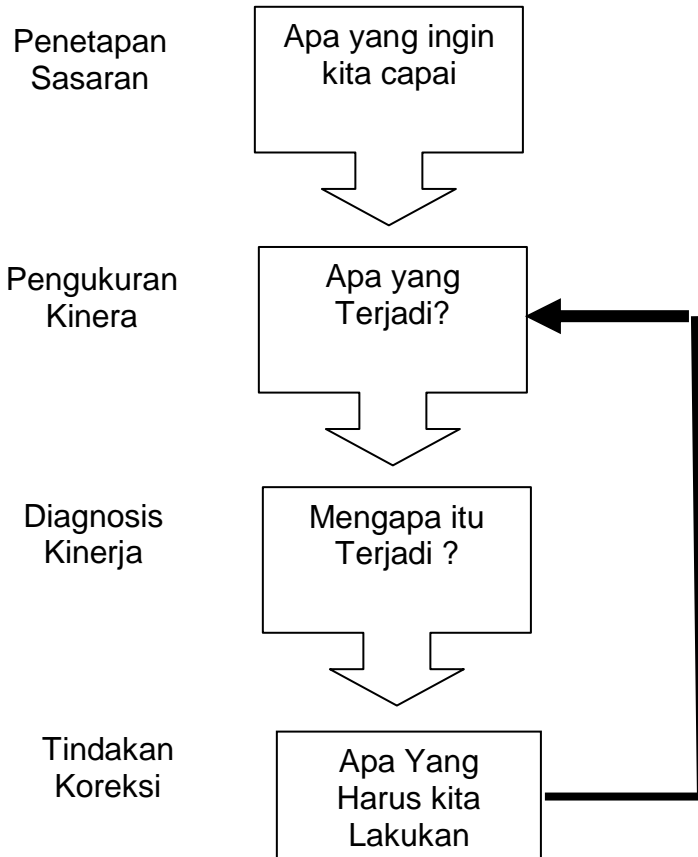 Penetapan
Sasaran
Apa yang ingin
kita capai
Pengukuran
Kinera
Apa yang
Terjadi?
Diagnosis
Kinerja
Mengapa itu
Terjadi ?
Tindakan
Koreksi
Apa Yang
Harus kita
Lakukan